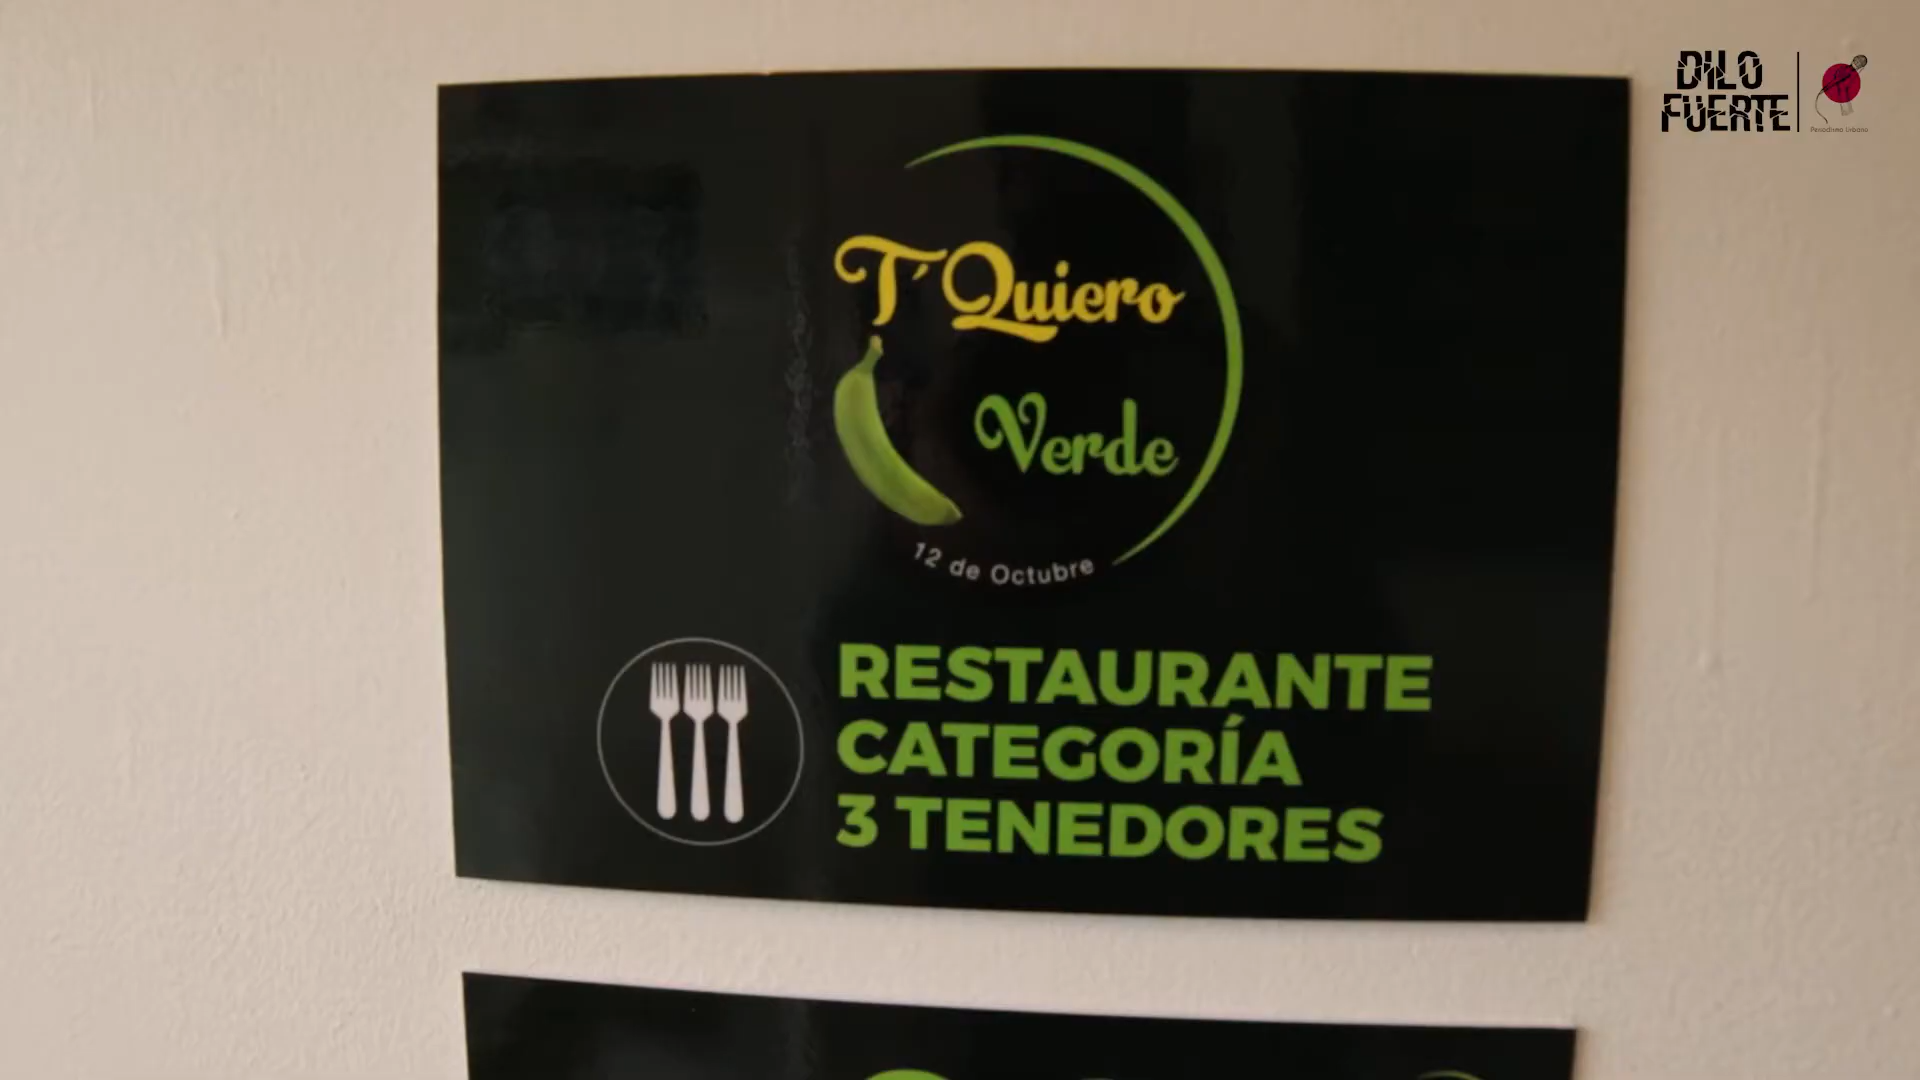 DILO
FUERTE
Periodismo Urbano
T´Quiero
Verde
12 de Octubre
RESTAURANTE
CATEGORÍA
3 TENEDORES